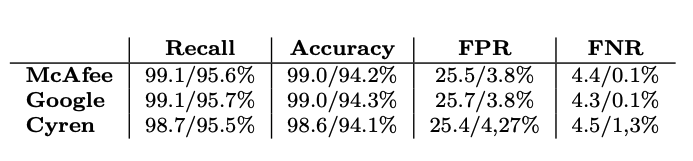 Recall Accuracy FPR FNR
McAfee 99.1/95.6% 99.0/94.2% 25.5/3.8% 4.4/0.1%
Google 99.1/95.7% 99.0/94.3% 25.7/3.8% 4.3/0.1%
Cyren 98.7/95.5% 98.6/94.1% 25.4/4,27% 4.5/1,3%